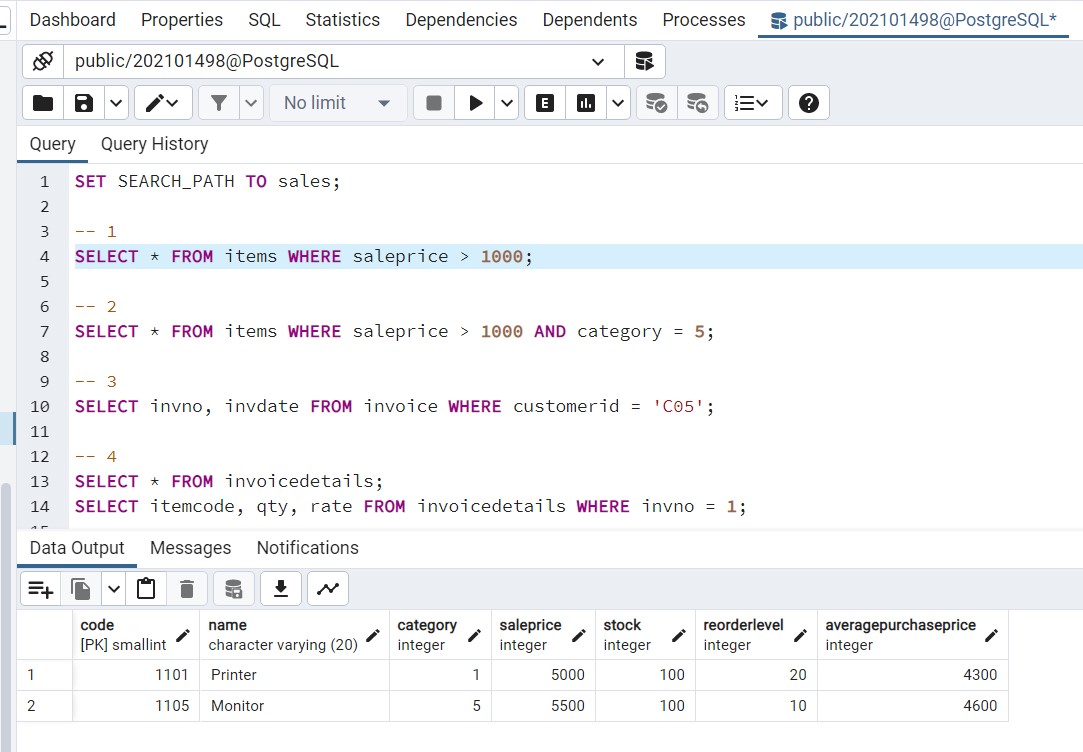 Dashboard Properties SQL Statistics Dependencies Dependents Processes public/202101498@PostgreSQL*
public/202101498@PostgreSQL
No limit
E
Query Query History
1 SET SEARCH_PATH TO sales;
2
3 -- 1
4 SELECT * FROM items WHERE saleprice > 1000;
5
6 -- 2
7 SELECT * FROM items WHERE saleprice > 1000 AND category = 5;
8
9 -- 3
10 SELECT invno, invdate FROM invoice WHERE customerid = 'C05';
11
12 -- 4
13 SELECT * FROM invoicedetails;
14 SELECT itemcode, qty, rate FROM invoicedetails WHERE invno = 1;
Data Output Messages Notifications
code name category saleprice stock reorderlevel averagepurchaseprice
[PK] smallint character varying (20) integer integer integer integer integer
1 1101 Printer 1 5000 100 20 4300
2 1105 Monitor 5 5500 100 10 4600